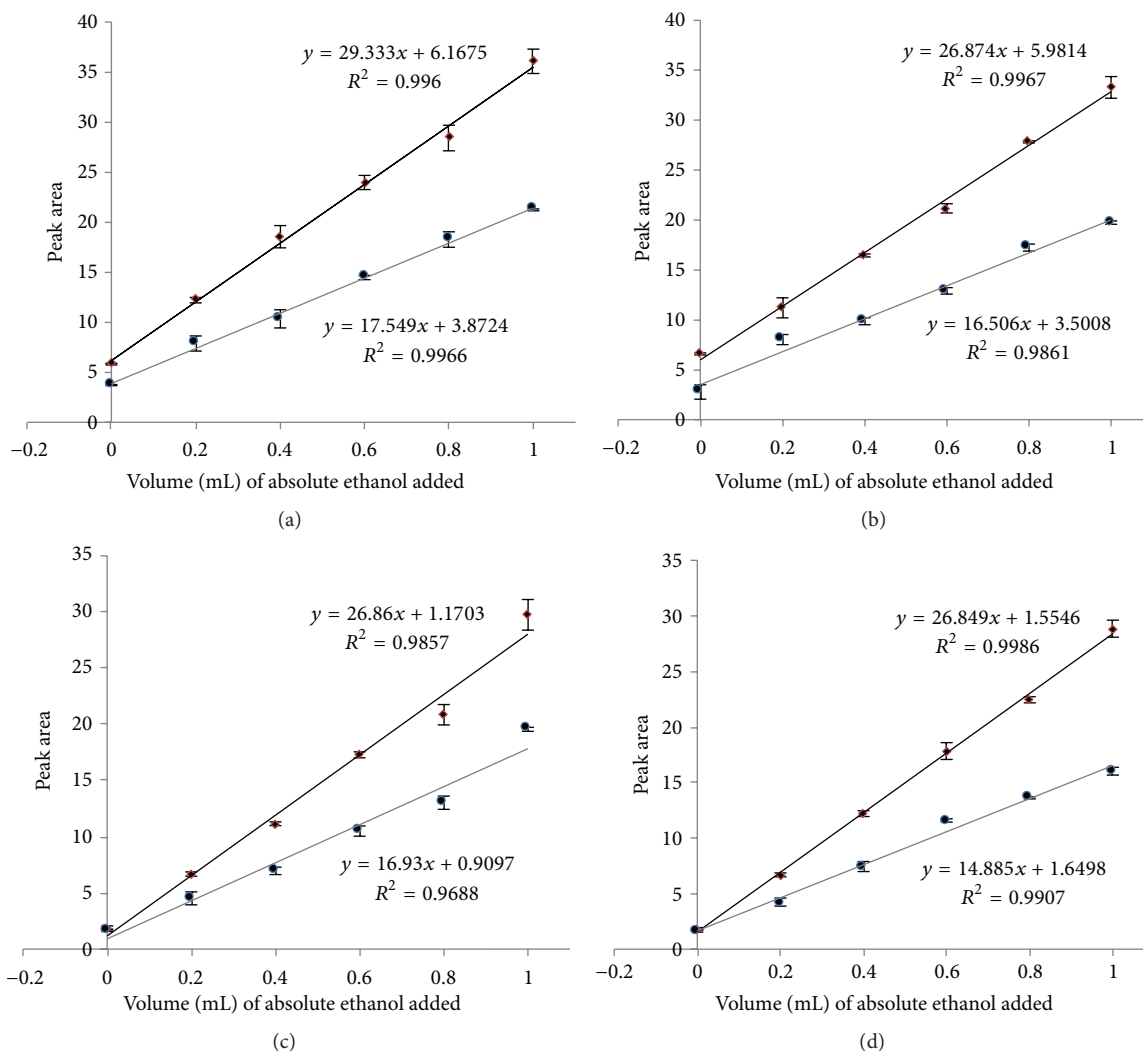 40
35
30
25
20
15
10
5
0
Peak area
y = 29.333x + 6.1675
R² = 0.996
y = 17.549x + 3.8724
R² = 0.9966
−0.2 0 0.2 0.4 0.6 0.8 1
Volume (mL) of absolute ethanol added
(a)
40
35
30
25
20
15
10
5
0
Peak area
y = 26.874x + 5.9814
R² = 0.9967
y = 16.506x + 3.5008
R² = 0.9861
−0.2 0 0.2 0.4 0.6 0.8 1
Volume (mL) of absolute ethanol added
(b)
35
30
25
20
15
10
5
0
Peak area
y = 26.86x + 1.1703
R² = 0.9857
y = 16.93x + 0.9097
R² = 0.9688
−0.2 0 0.2 0.4 0.6 0.8 1
Volume (mL) of absolute ethanol added
(c)
35
30
25
20
15
10
5
0
Peak area
y = 26.849x + 1.5546
R² = 0.9986
y = 14.885x + 1.6498
R² = 0.9907
−0.2 0 0.2 0.4 0.6 0.8 1
Volume (mL) of absolute ethanol added
(d)